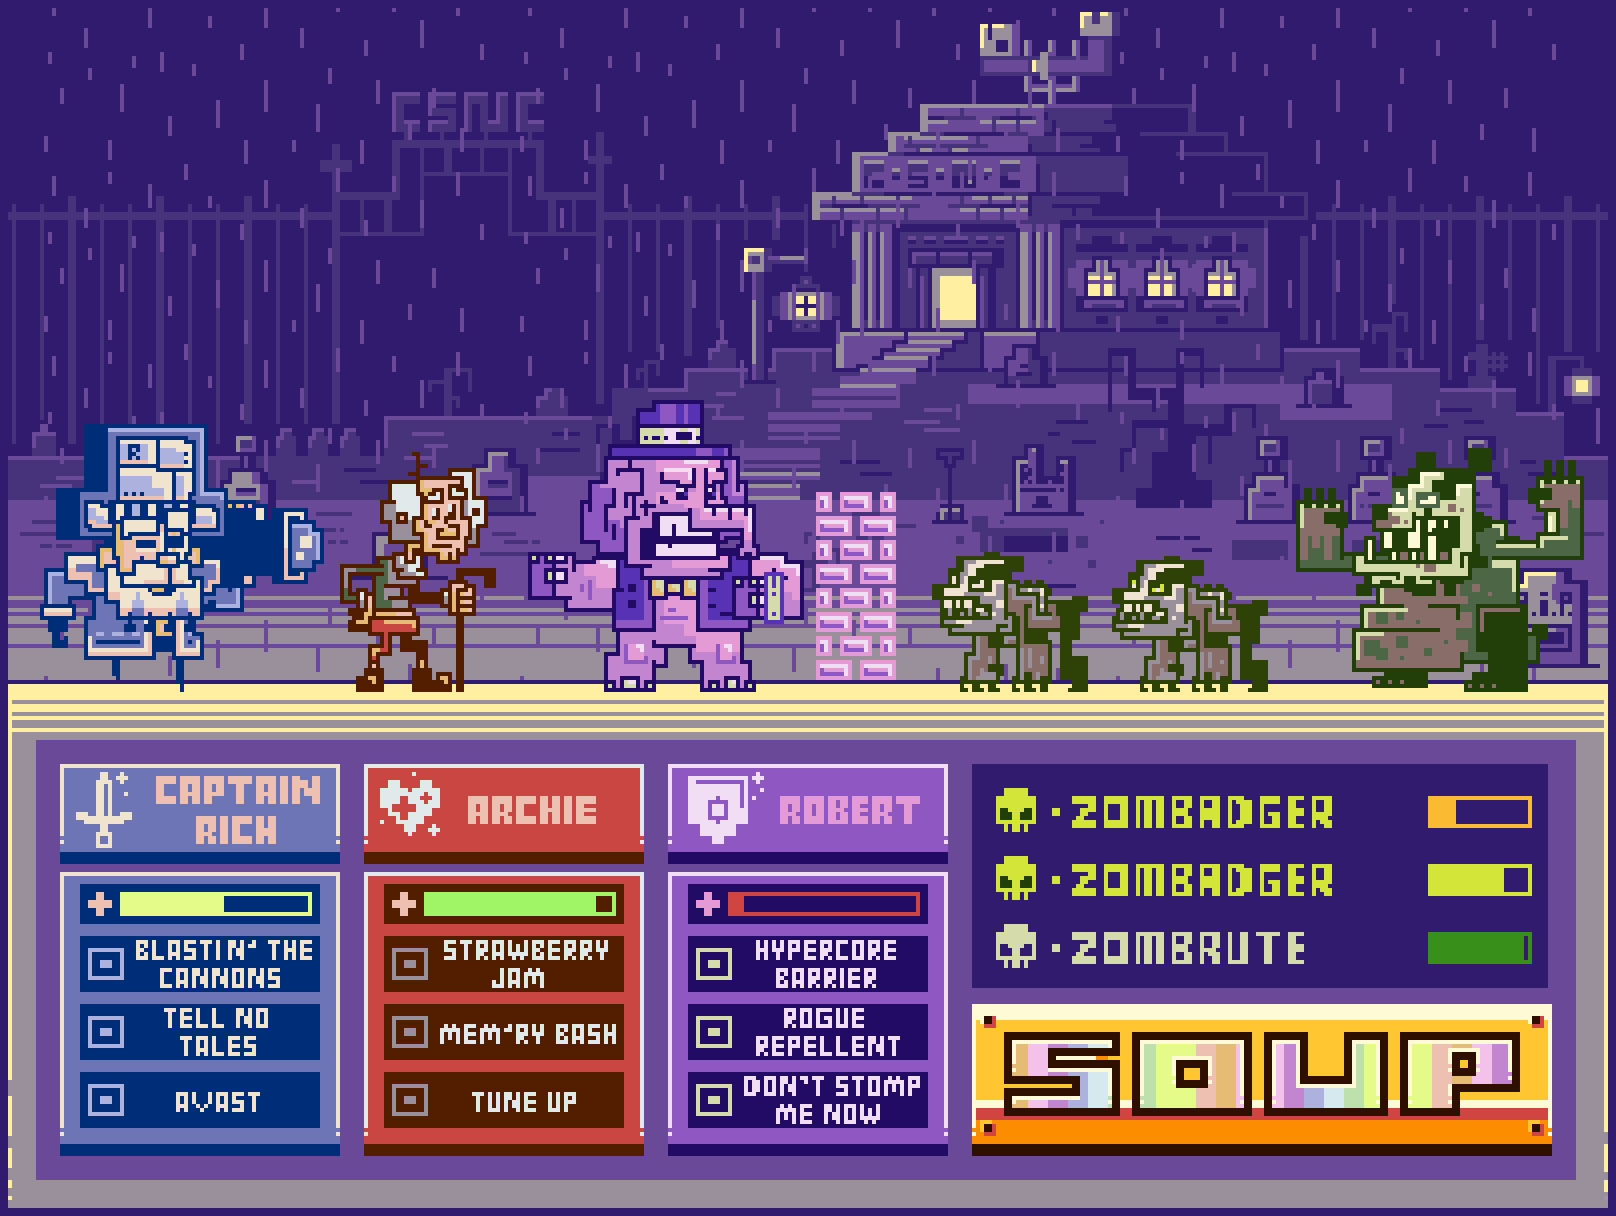 CSNC
R
CAPTAIN
RICH
ARCHIE
ROBERT
BLASTIN' THE
CANNONS
TELL NO
TALES
AVAST
STRAWBERRY
JAM
MEM'RY BASH
TUNE UP
HYPERCORE
BARRIER
ROGUE
REPELLENT
DON'T STOMP
ME NOW
·ZOMBADGER
·ZOMBADGER
·ZOMBRUTE
SOUP